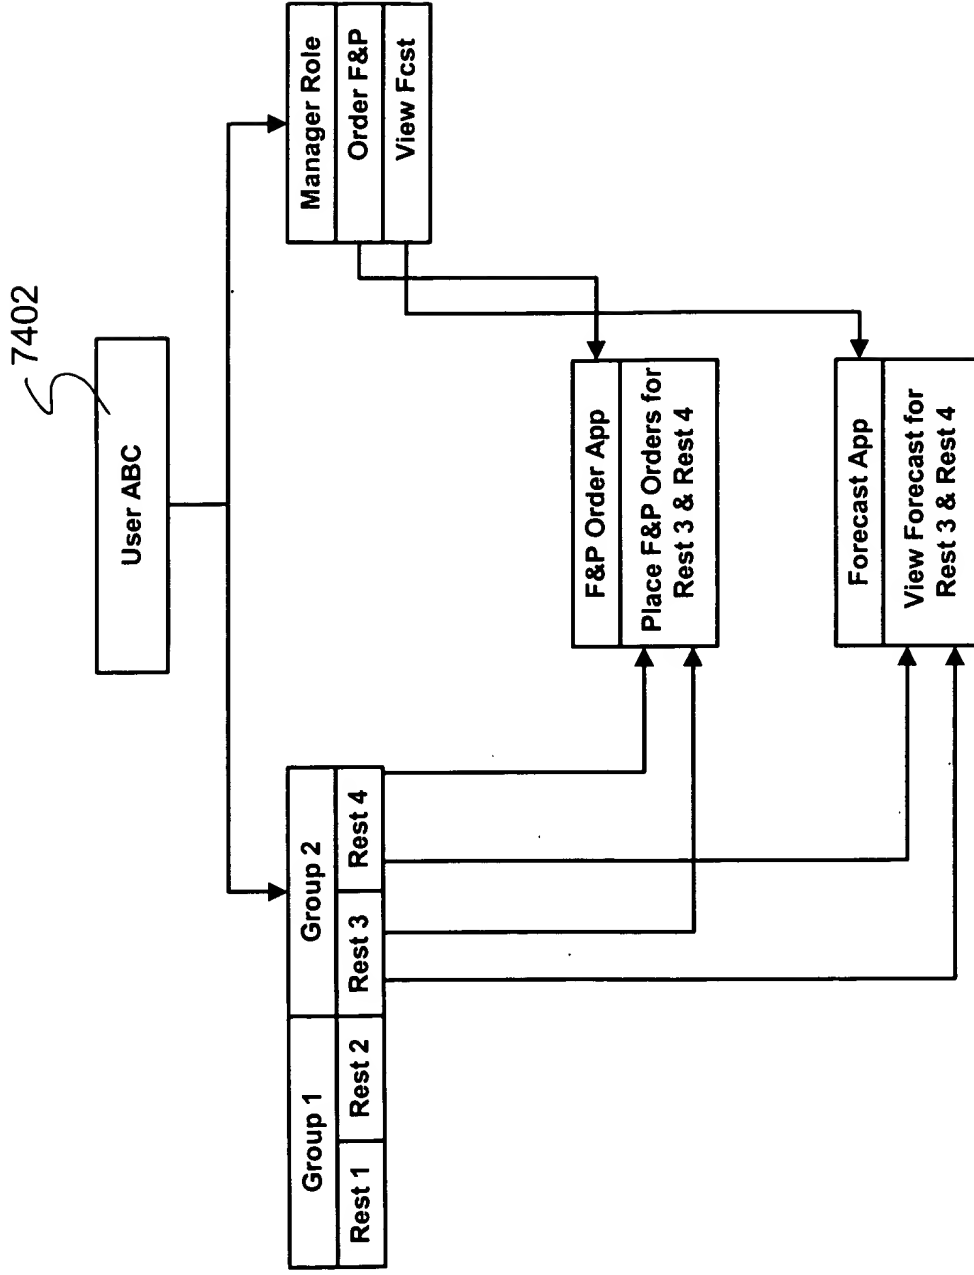 7402
User ABC
Group 1
Group 2
Rest 1
Rest 2
Rest 3
Rest 4
Manager Role
Order F&P
View Fcst
F&P Order App
Place F&P Orders for
Rest 3 & Rest 4
Forecast App
View Forecast for
Rest 3 & Rest 4